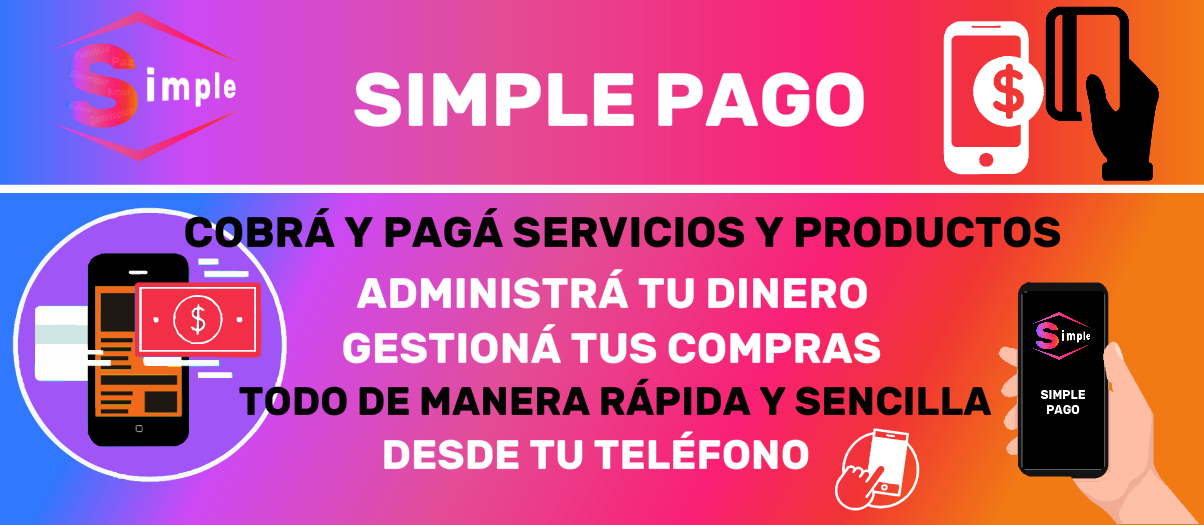 Simple
SIMPLE PAGO
COBRÁ Y PAGÁ SERVICIOS Y PRODUCTOS
ADMINISTRÁ TU DINERO
GESTIONÁ TUS COMPRAS
TODO DE MANERA RÁPIDA Y SENCILLA
DESDE TU TELÉFONO
Simple
SIMPLE
PAGO